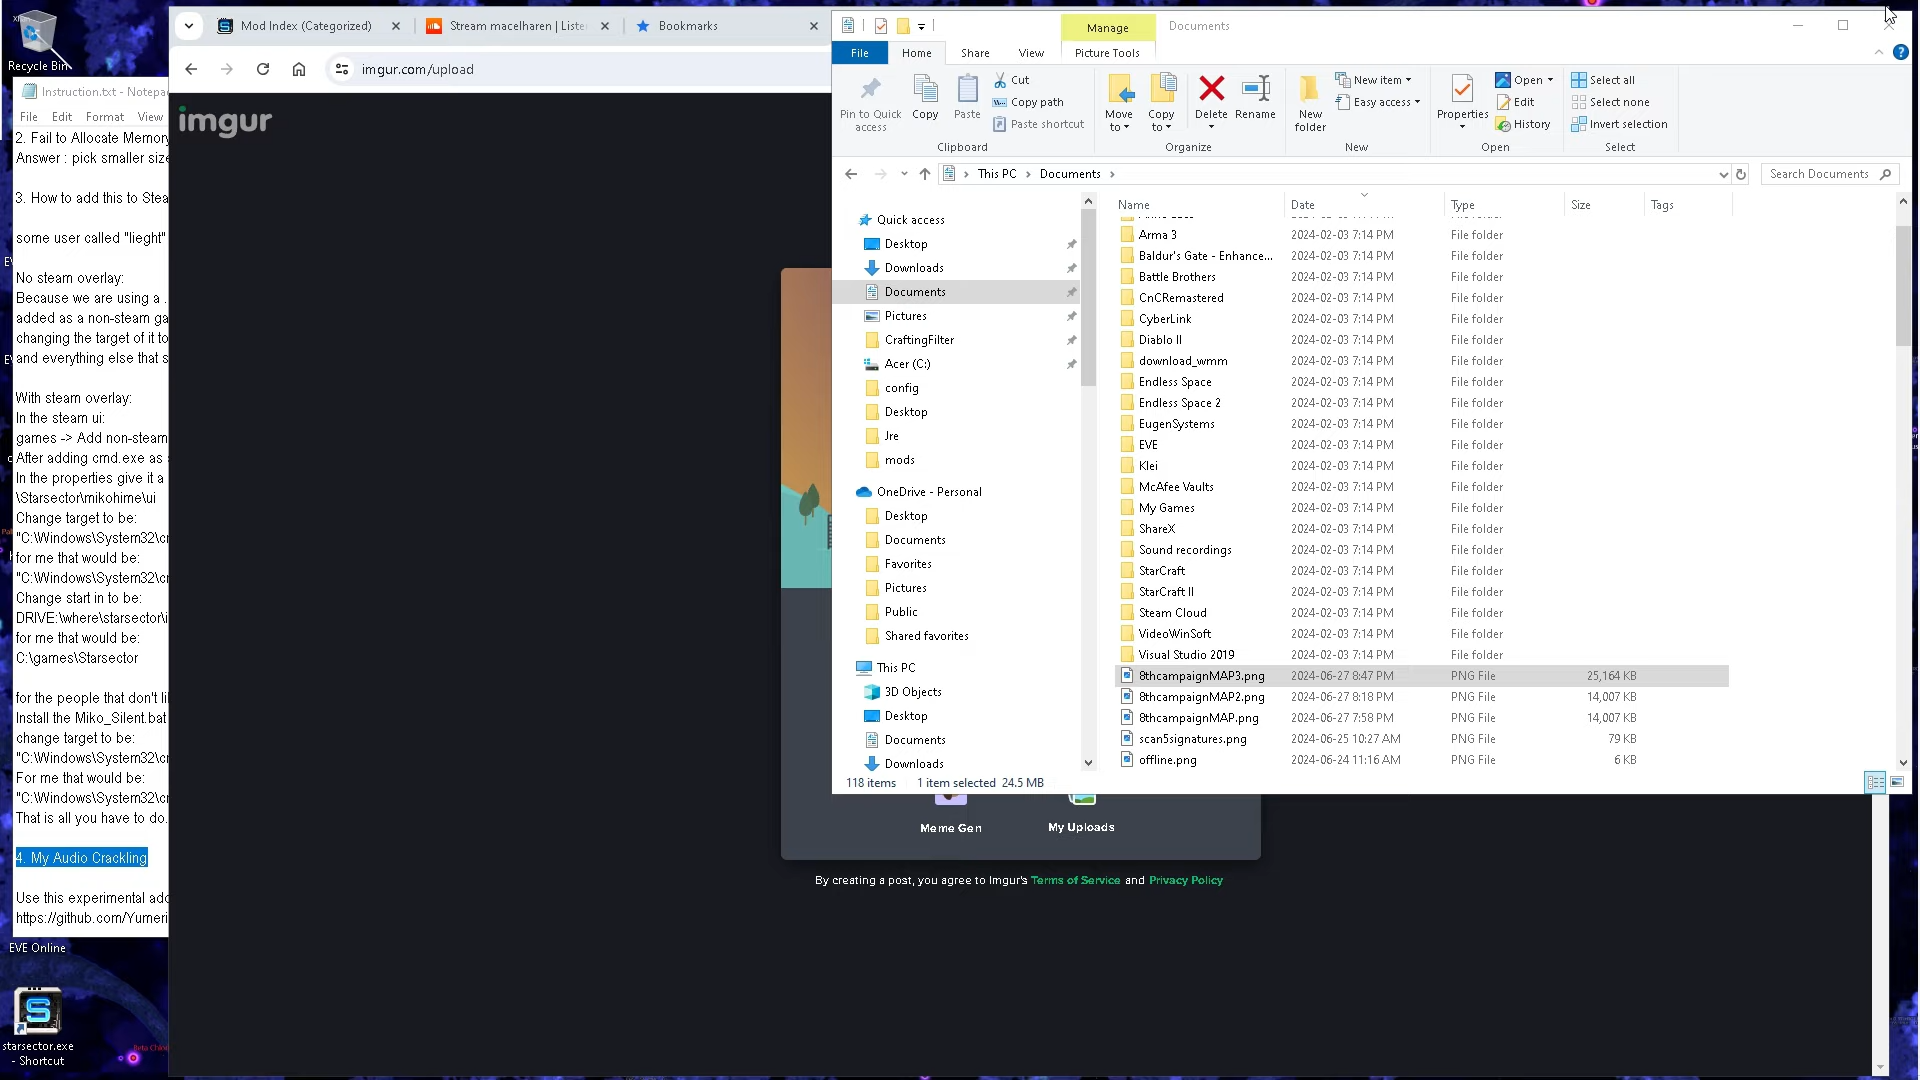 Recycle Bin
Instruction.txt - Notepa
File Edit Format View
2. Fail to Allocate Memory
Answer : pick smaller size
3. How to add this to Stea
some user called "lieght"
No steam overlay:
Because we are using a .
added as a non-steam ga
changing the target of it to
and everything else that s
With steam overlay:
In the steam ui:
games -> Add non-steam
After adding cmd.exe as
In the properties give it a
\Starsector\mikohime\ui
Change target to be:
"C:\Windows\System32\cr
for me that would be:
"C:\Windows\System32\cr
Change start in to be:
DRIVE:\where\starsector\i
for me that would be:
C:\games\Starsector
for the people that don't li
Install the Miko_Silent.bat
change target to be:
"C:\Windows\System32\cr
For me that would be:
"C:\Windows\System32\cr
That is all you have to do.
4. My Audio Crackling
Use this experimental add
https://github.com/Yumeri
EVE Online
starsector.exe
- Shortcut
Mod Index (Categorized)
Stream macelharen | Liste
Bookmarks
imgur.com/upload
imgur
Meme Gen
My Uploads
By creating a post, you agree to Imgur's Terms of Service and Privacy Policy
Manage
Documents
File Home Share View Picture Tools
Pin to Quick access
Copy
Paste
Cut
Copy path
Paste shortcut
Clipboard
Move to
Copy to
Delete
Rename
Organize
New folder
New item
Easy access
New
Properties
Open
Edit
History
Open
Select all
Select none
Invert selection
Select
This PC > Documents >
Search Documents
Quick access
Desktop
Downloads
Documents
Pictures
CraftingFilter
Acer (C:)
config
Desktop
Jre
mods
OneDrive - Personal
Desktop
Documents
Favorites
Pictures
Public
Shared favorites
This PC
3D Objects
Desktop
Documents
Downloads
Name Date Type Size Tags
Arma 3 2024-02-03 7:14 PM File folder
Baldur's Gate - Enhance... 2024-02-03 7:14 PM File folder
Battle Brothers 2024-02-03 7:14 PM File folder
CnCRemastered 2024-02-03 7:14 PM File folder
CyberLink 2024-02-03 7:14 PM File folder
Diablo II 2024-02-03 7:14 PM File folder
download_wmm 2024-02-03 7:14 PM File folder
Endless Space 2024-02-03 7:14 PM File folder
Endless Space 2 2024-02-03 7:14 PM File folder
EugenSystems 2024-02-03 7:14 PM File folder
EVE 2024-02-03 7:14 PM File folder
Klei 2024-02-03 7:14 PM File folder
McAfee Vaults 2024-02-03 7:14 PM File folder
My Games 2024-02-03 7:14 PM File folder
ShareX 2024-02-03 7:14 PM File folder
Sound recordings 2024-02-03 7:14 PM File folder
StarCraft 2024-02-03 7:14 PM File folder
StarCraft II 2024-02-03 7:14 PM File folder
Steam Cloud 2024-02-03 7:14 PM File folder
VideoWinSoft 2024-02-03 7:14 PM File folder
Visual Studio 2019 2024-02-03 7:14 PM File folder
8thcampaignMAP3.png 2024-06-27 8:47 PM PNG File 25,164 KB
8thcampaignMAP2.png 2024-06-27 8:18 PM PNG File 14,007 KB
8thcampaignMAP.png 2024-06-27 7:58 PM PNG File 14,007 KB
scan5signatures.png 2024-06-25 10:27 AM PNG File 79 KB
offline.png 2024-06-24 11:16 AM PNG File 6 KB
118 items 1 item selected 24.5 MB